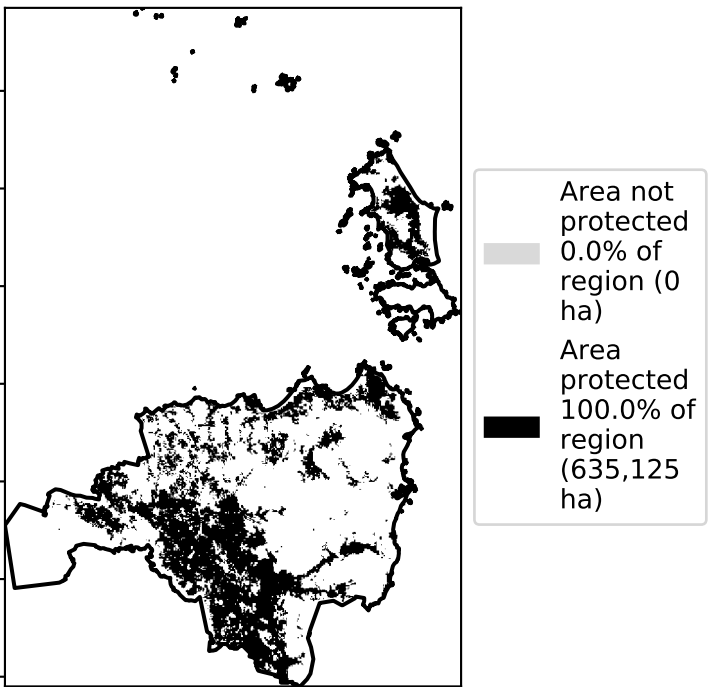 Area not
protected
0.0% of
region (0
ha)
Area
protected
100.0% of
region
(635,125
ha)